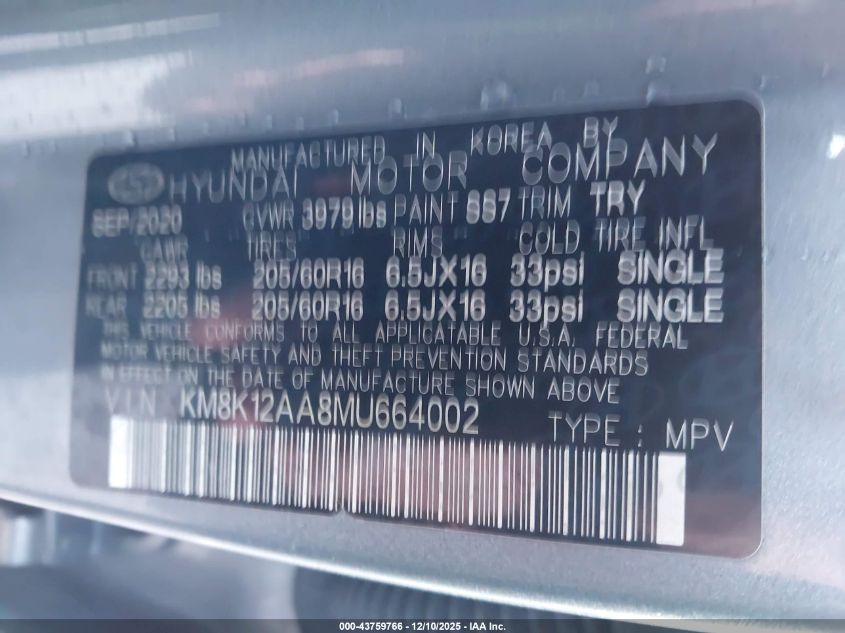 MANUFACTURED IN KOREA BY
HYUNDAI MOTOR COMPANY
SEP/2020 GVWR 3979 lbs PAINT SS7 TRIM TRY
GAWR TIRES RIMS COLD TIRE INFL
FRONT 2293 lbs 205/60R16 6.5JX16 33psi SINGLE
REAR 2205 lbs 205/60R16 6.5JX16 33psi SINGLE
THIS VEHICLE CONFORMS TO ALL APPLICATABLE U.S.A. FEDERAL
MOTOR VEHICLE SAFETY AND THEFT PREVENTION STANDARDS
IN EFFECT ON THE DATE OF MANUFACTURE SHOWN ABOVE
VIN KM8K12AA8MU664002 TYPE : MPV
000-43759766 - 12/10/2025 - IAA Inc.